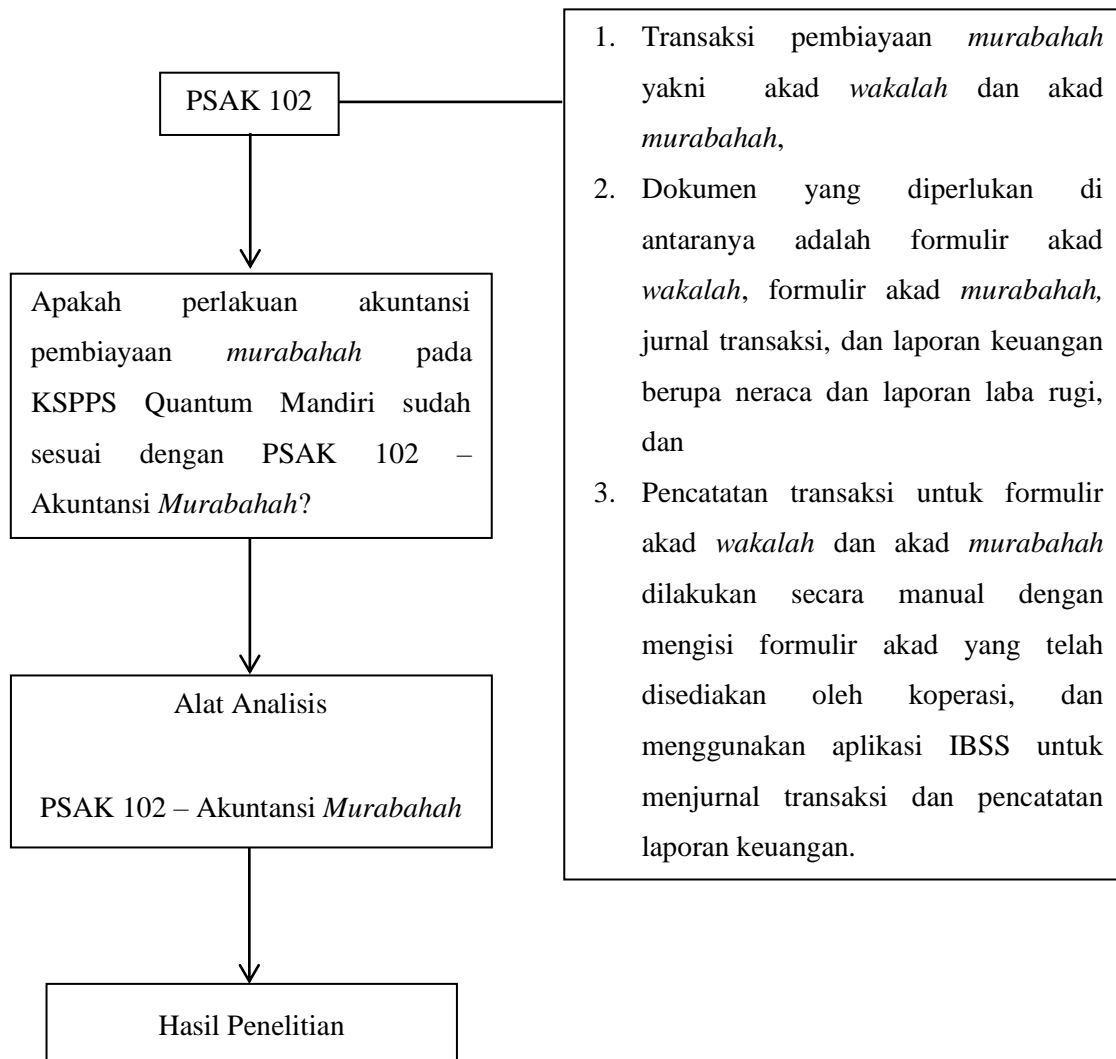 PSAK 102
Apakah perlakuan akuntansi
pembiayaan murabahah pada
KSPPS Quantum Mandiri sudah
sesuai dengan PSAK 102 –
Akuntansi Murabahah?
Alat Analisis
PSAK 102 – Akuntansi Murabahah
Hasil Penelitian
1. Transaksi pembiayaan murabahah
yakni akad wakalah dan akad
murabahah,
2. Dokumen yang diperlukan di
antaranya adalah formulir akad
wakalah, formulir akad murabahah,
jurnal transaksi, dan laporan keuangan
berupa neraca dan laporan laba rugi,
dan
3. Pencatatan transaksi untuk formulir
akad wakalah dan akad murabahah
dilakukan secara manual dengan
mengisi formulir akad yang telah
disediakan oleh koperasi, dan
menggunakan aplikasi IBSS untuk
menjurnal transaksi dan pencatatan
laporan keuangan.